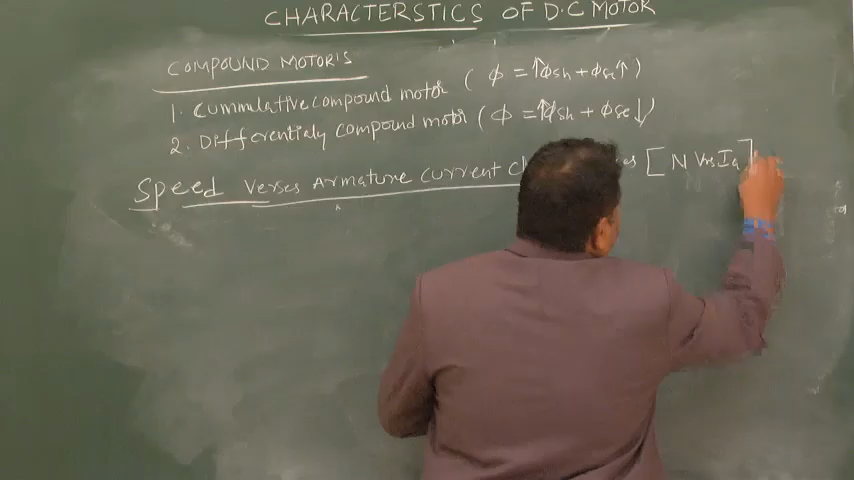 CHARACTERSTICS OF D.C MOTOR
COMPOUND MOTOR'S
1. Cummulative compound motor ( ϕ = ↑ϕsh + ϕse↑ )
2. Differentialy compound motor ( ϕ = ↑ϕsh + ϕse↓ )
Speed Verses Armature current [ N Vrs Ia ]